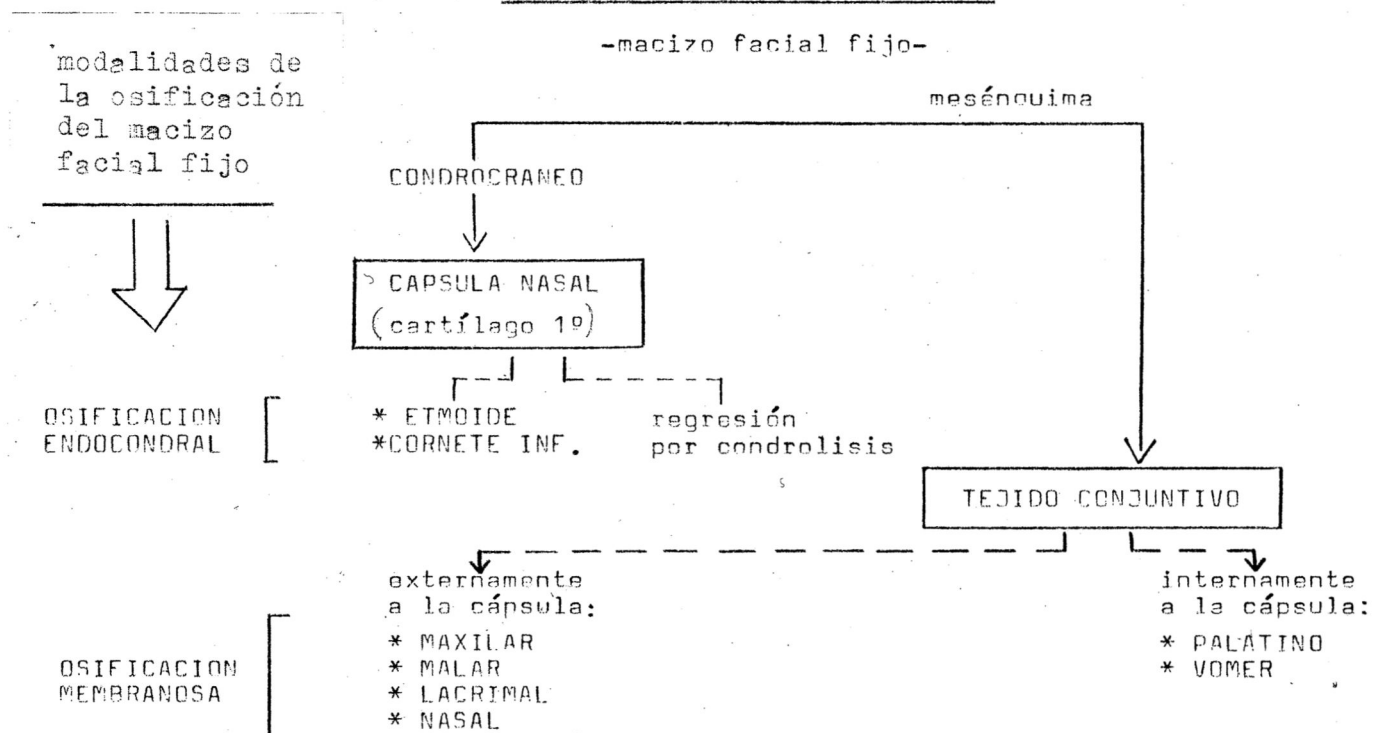 -macizo facial fijo-
modalidades de
la osificación
del macizo
facial fijo
mesénquima
CONDROCRANEO
CAPSULA NASAL
(cartílago 1º)
OSIFICACION
ENDOCONDRAL
* ETMOIDE
*CORNETE INF.
regresión
por condrolisis
TEJIDO CONJUNTIVO
externamente
a la cápsula:
* MAXILAR
* MALAR
* LACRIMAL
* NASAL
internamente
a la cápsula:
* PALATINO
* VOMER
OSIFICACION
MEMBRANOSA